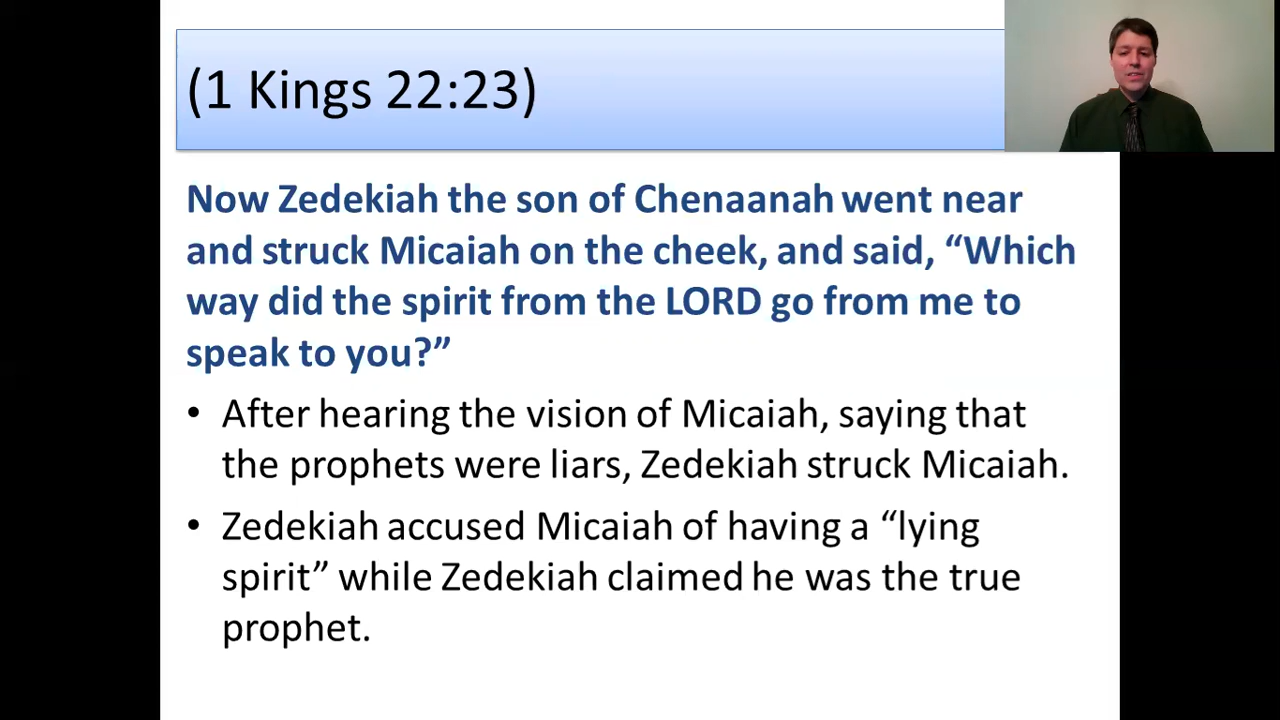 (1 Kings 22:23)
Now Zedekiah the son of Chenaanah went near
and struck Micaiah on the cheek, and said, “Which
way did the spirit from the LORD go from me to
speak to you?”
• After hearing the vision of Micaiah, saying that
the prophets were liars, Zedekiah struck Micaiah.
• Zedekiah accused Micaiah of having a “lying
spirit” while Zedekiah claimed he was the true
prophet.